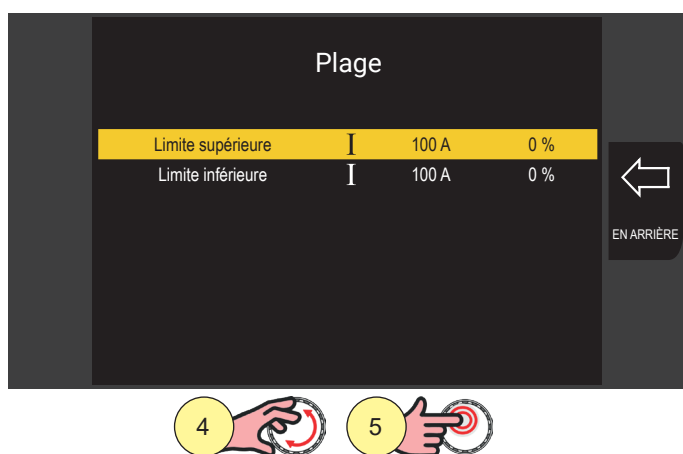 Plage
Limite supérieure I 100 A 0 %
Limite inférieure I 100 A 0 %
EN ARRIÈRE
4 5